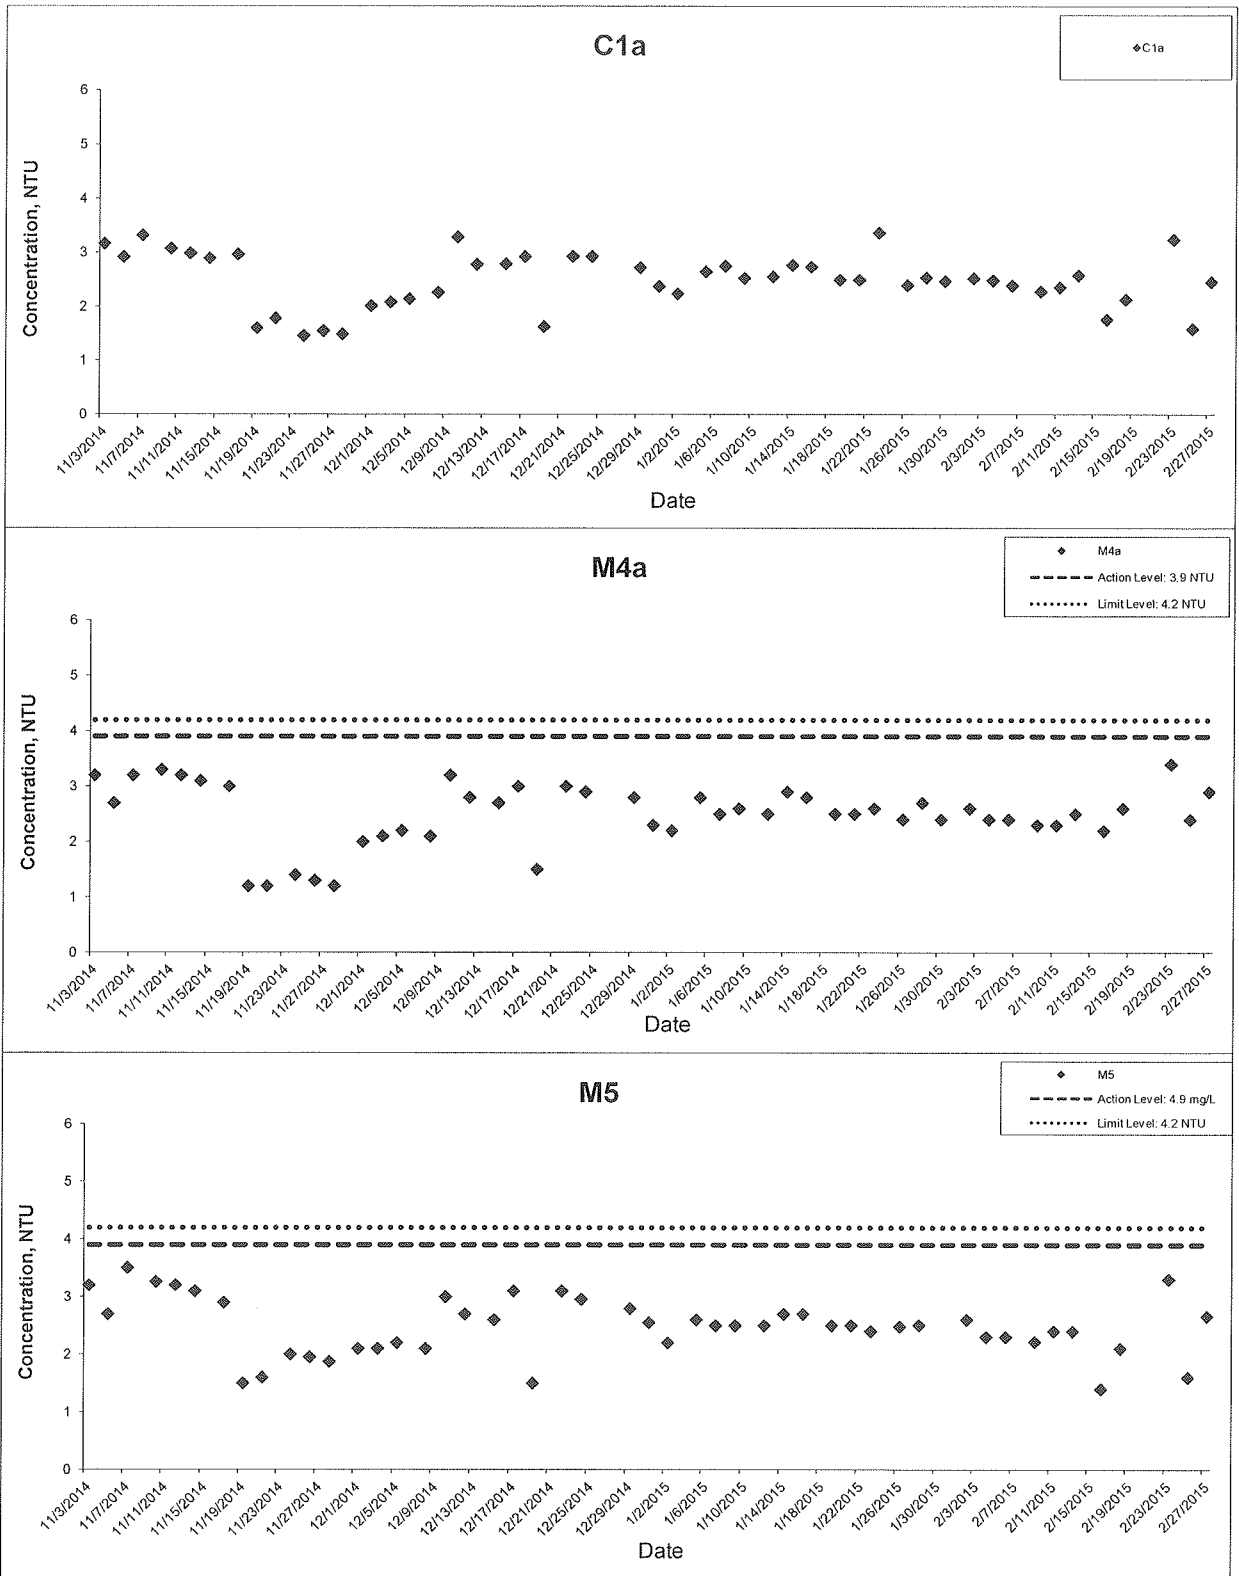 C1a
C1a
6
5
4
3
2
1
0
Concentration, NTU
11/3/2014 11/7/2014 11/11/2014 11/15/2014 11/19/2014 11/23/2014 11/27/2014 12/1/2014 12/5/2014 12/9/2014 12/13/2014 12/17/2014 12/21/2014 12/25/2014 12/29/2014 1/2/2015 1/6/2015 1/10/2015 1/14/2015 1/18/2015 1/22/2015 1/26/2015 1/30/2015 2/3/2015 2/7/2015 2/11/2015 2/15/2015 2/19/2015 2/23/2015 2/27/2015
Date
M4a
M4a
Action Level: 3.9 NTU
Limit Level: 4.2 NTU
6
5
4
3
2
1
0
Concentration, NTU
11/3/2014 11/7/2014 11/11/2014 11/15/2014 11/19/2014 11/23/2014 11/27/2014 12/1/2014 12/5/2014 12/9/2014 12/13/2014 12/17/2014 12/21/2014 12/25/2014 12/29/2014 1/2/2015 1/6/2015 1/10/2015 1/14/2015 1/18/2015 1/22/2015 1/26/2015 1/30/2015 2/3/2015 2/7/2015 2/11/2015 2/15/2015 2/19/2015 2/23/2015 2/27/2015
Date
M5
M5
Action Level: 4.9 mg/L
Limit Level: 4.2 NTU
6
5
4
3
2
1
0
Concentration, NTU
11/3/2014 11/7/2014 11/11/2014 11/15/2014 11/19/2014 11/23/2014 11/27/2014 12/1/2014 12/5/2014 12/9/2014 12/13/2014 12/17/2014 12/21/2014 12/25/2014 12/29/2014 1/2/2015 1/6/2015 1/10/2015 1/14/2015 1/18/2015 1/22/2015 1/26/2015 1/30/2015 2/3/2015 2/7/2015 2/11/2015 2/15/2015 2/19/2015 2/23/2015 2/27/2015
Date